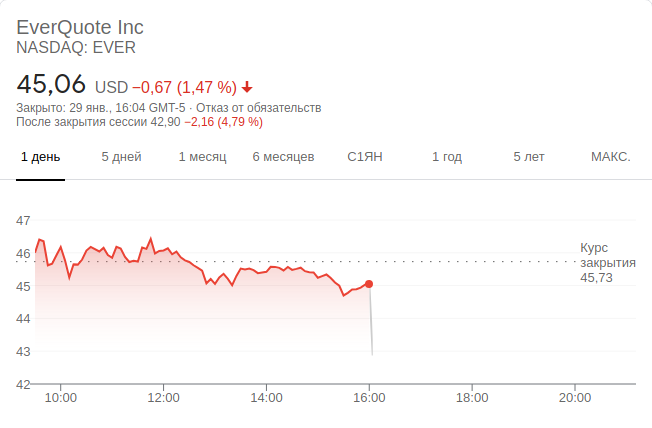 EverQuote Inc
NASDAQ: EVER
45,06 USD −0,67 (1,47 %)
Закрыто: 29 янв., 16:04 GMT-5 · Отказ от обязательств
После закрытия сессии 42,90 −2,16 (4,79 %)
1 день 5 дней 1 месяц 6 месяцев С1ЯН 1 год 5 лет МАКС.
47
46
45
44
43
42
Курс
закрытия
45,73
10:00 12:00 14:00 16:00 18:00 20:00